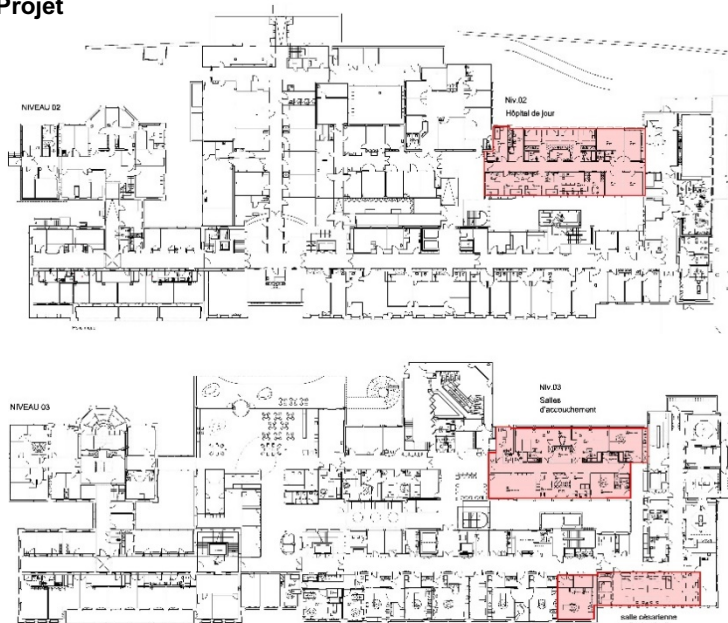 Projet
NIVEAU 02
Niv.02
Hôpital de jour
NIVEAU 03
Niv.03
Salles
d'accouchement
salle césarienne